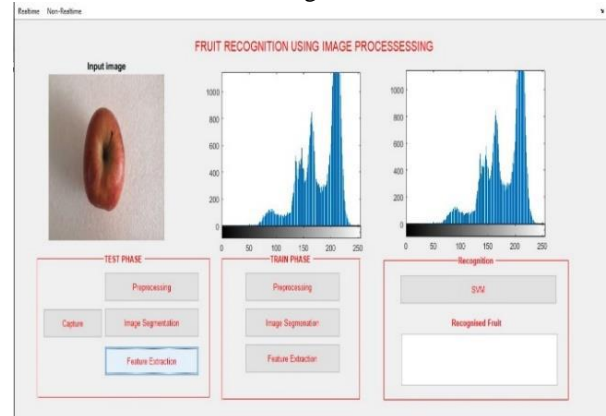 Realtime Non-Realtime
FRUIT RECOGNITION USING IMAGE PROCESSESSING
Input image
1000
800
600
400
200
0
0 50 100 150 200 250
1000
800
600
400
200
0
0 50 100 150 200 250
TEST PHASE
Preprocessing
Capture
Image Segmentation
Feature Extraction
TRAIN PHASE
Preprocessing
Image Segmonation
Feature Extraction
Recognition
SVM
Recognised Fruit